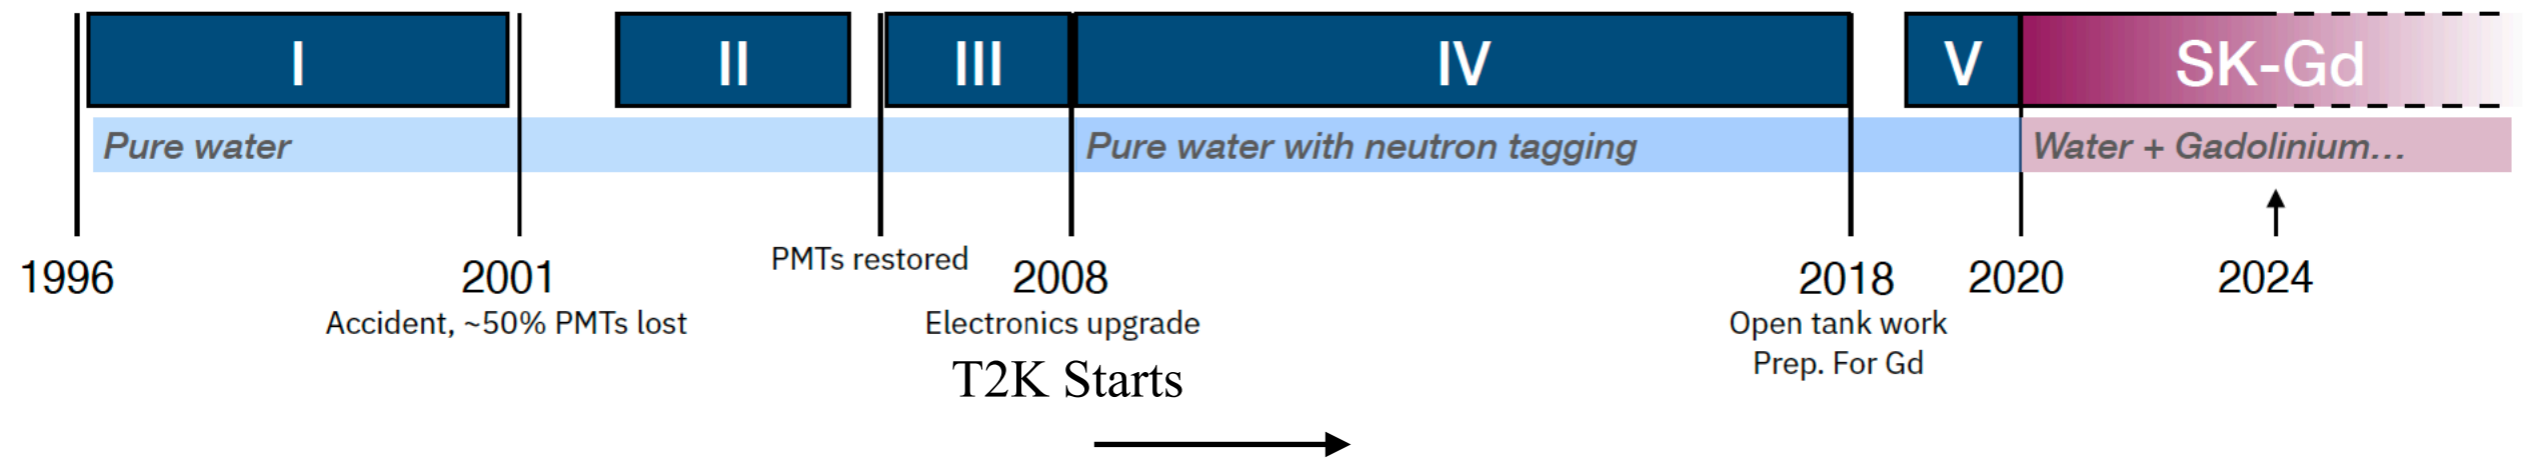 I II III IV V SK-Gd
Pure water Pure water with neutron tagging Water + Gadolinium...
PMTs restored
1996 2001 2008 2018 2020 2024
Accident, ~50% PMTs lost Electronics upgrade Open tank work
Prep. For Gd
T2K Starts